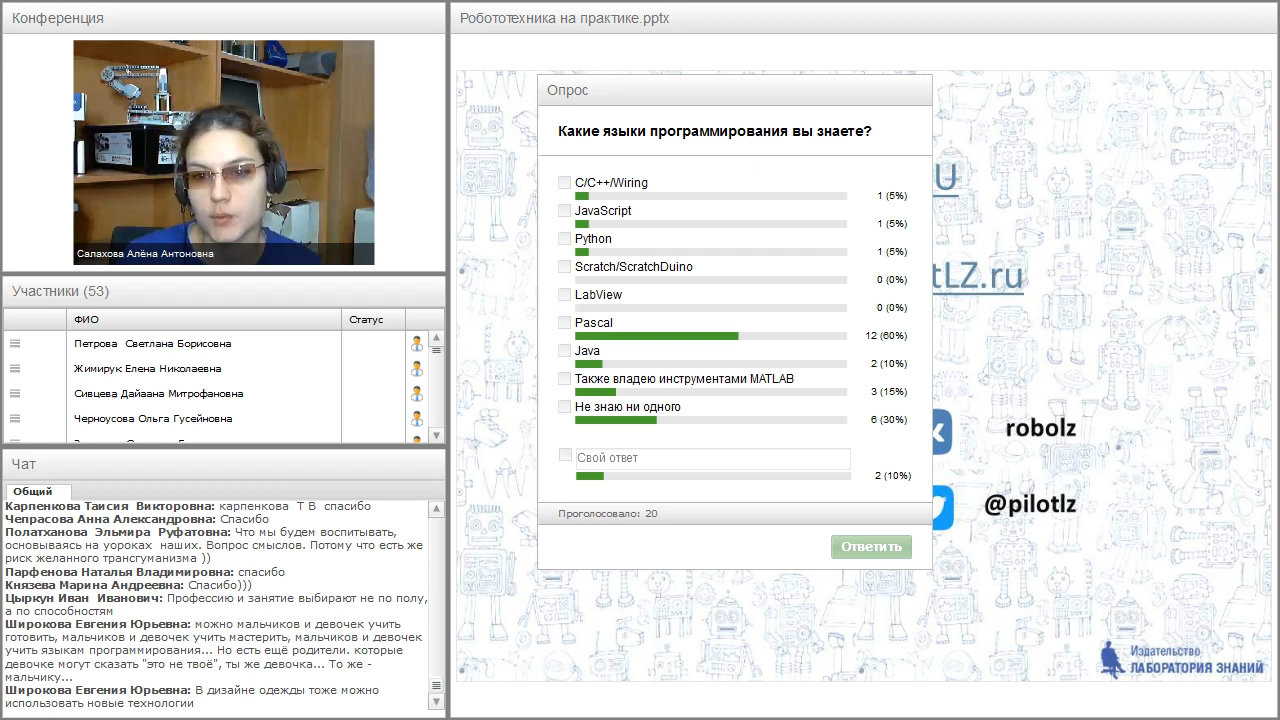 Конференция
Салахова Алёна Антоновна
Участники (53)
ФИО
Статус
Петрова Светлана Борисовна
Жимирук Елена Николаевна
Сивцева Дайаана Митрофановна
Черноусова Ольга Гусейновна
Чат
Общий
Карпенкова Таисия Викторовна: карпенкова Т В спасибо
Чепрасова Анна Александровна: Спасибо
Полатханова Эльмира Руфатовна: Что мы будем воспитывать,
основываясь на уороках наших. Вопрос смыслов. Потому что есть же
риск желанного трансгуманизма ))
Парфенова Наталья Владимировна: спасибо
Князева Марина Андреевна: Спасибо)))
Цыркун Иван Иванович: Профессию и занятие выбирают не по полу,
а по способностям
Широкова Евгения Юрьевна: можно мальчиков и девочек учить
готовить, мальчиков и девочек учить мастерить, мальчиков и девочек
учить языкам программирования... Но есть ещё родители. которые
девочке могут сказать "это не твоё", ты же девочка... То же -
мальчику...
Широкова Евгения Юрьевна: В дизайне одежды тоже можно
использовать новые технологии
Робототехника на практике.pptx
Опрос
Какие языки программирования вы знаете?
C/C++/Wiring
1 (5%)
JavaScript
1 (5%)
Python
1 (5%)
Scratch/ScratchDuino
0 (0%)
LabView
0 (0%)
Pascal
12 (60%)
Java
2 (10%)
Также владею инструментами MATLAB
3 (15%)
Не знаю ни одного
6 (30%)
Свой ответ
2 (10%)
Проголосовало: 20
Ответить
tLZ.ru
robolz
@pilotlz
Издательство
ЛАБОРАТОРИЯ ЗНАНИЙ